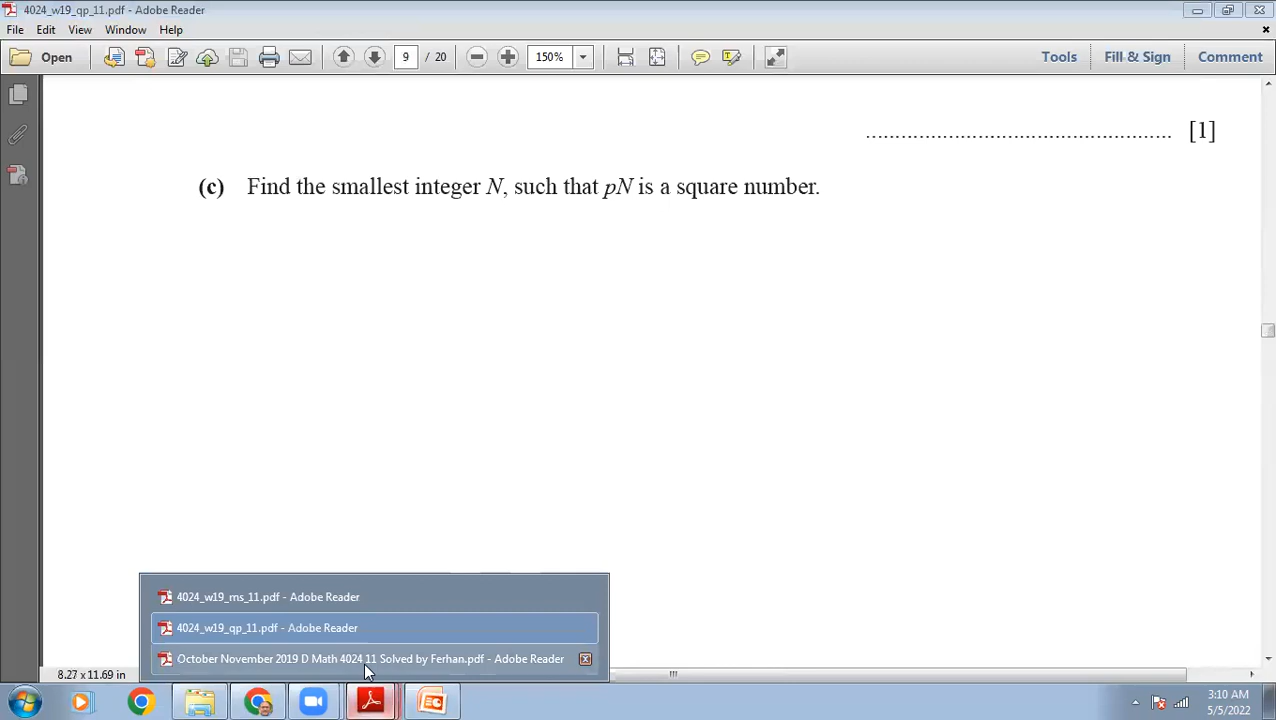 4024_w19_qp_11.pdf - Adobe Reader
File Edit View Window Help
Open 9 / 20 150% Tools Fill & Sign Comment
.................................................... [1]
(c) Find the smallest integer N, such that pN is a square number.
4024_w19_ms_11.pdf - Adobe Reader
4024_w19_qp_11.pdf - Adobe Reader
October November 2019 D Math 4024 11 Solved by Ferhan.pdf - Adobe Reader
8.27 x 11.69 in
3:10 AM
5/5/2022